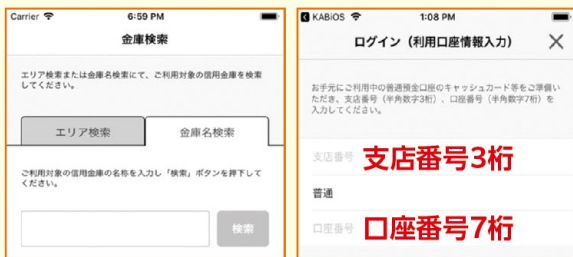 Carrier 6:59 PM
金庫検索
エリア検索または金庫名検索にて、ご利用対象の信用金庫を検索
してください。
エリア検索 金庫名検索
ご利用対象の信用金庫の名称を入力し「検索」ボタンを押下して
ください。
検索
KABiOS 1:08 PM
ログイン（利用口座情報入力）
お手元にご利用中の普通預金口座のキャッシュカード等をご準備い
ただき、支店番号（半角数字3桁）、口座番号（半角数字7桁）を
入力してください。
支店番号 支店番号3桁
普通
口座番号 口座番号7桁